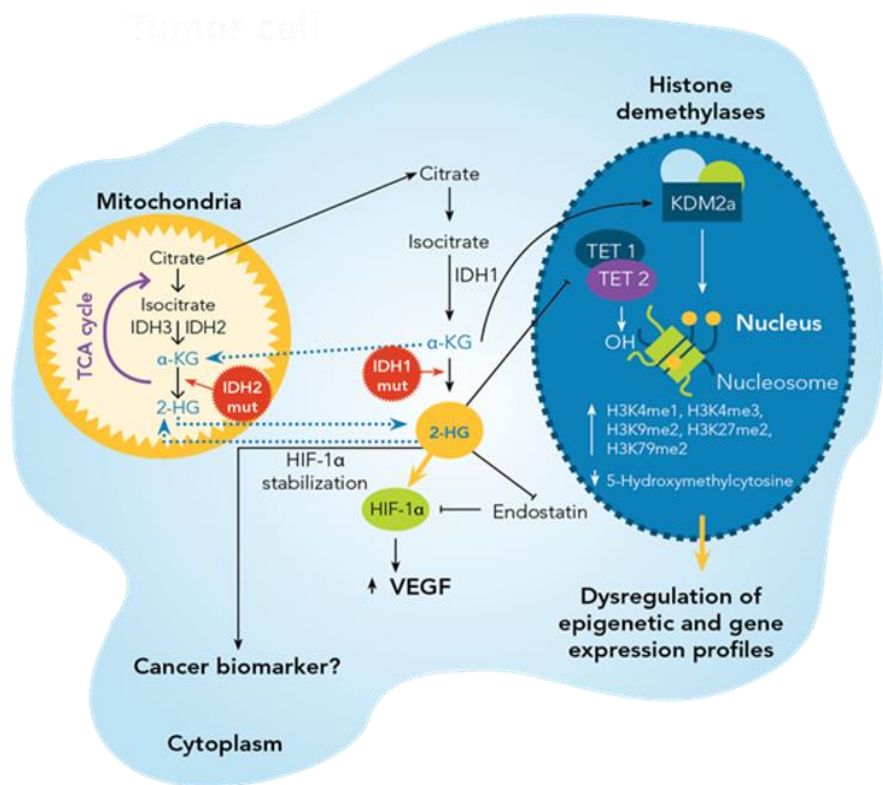 Tumor cell
Histone
demethylases
KDM2a
TET 1
TET 2
OH
Nucleus
Nucleosome
H3K4me1, H3K4me3,
H3K9me2, H3K27me2,
H3K79me2
5-Hydroxymethylcytosine
Dysregulation of
epigenetic and gene
expression profiles
Mitochondria
Citrate
Isocitrate
IDH3 IDH2
α-KG
2-HG
TCA cycle
IDH2
mut
Citrate
Isocitrate
IDH1
α-KG
IDH1
mut
2-HG
HIF-1α
stabilization
HIF-1α
Endostatin
VEGF
Cancer biomarker?
Cytoplasm